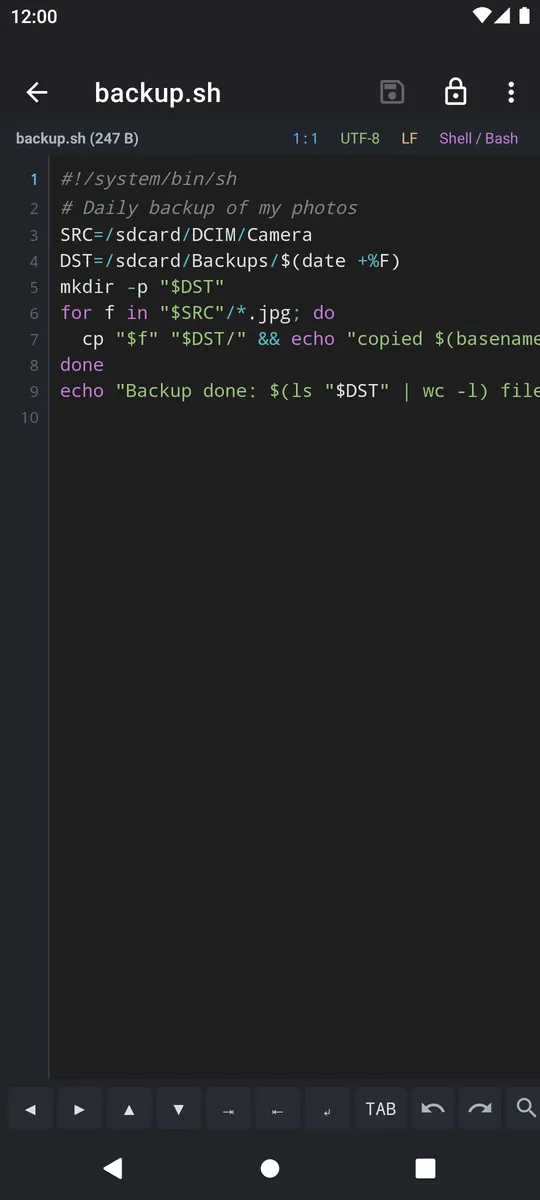 12:00
backup.sh
backup.sh (247 B) 1:1 UTF-8 LF Shell / Bash
1 #!/system/bin/sh
2 # Daily backup of my photos
3 SRC=/sdcard/DCIM/Camera
4 DST=/sdcard/Backups/$(date +%F)
5 mkdir -p "$DST"
6 for f in "$SRC"/*.jpg; do
7   cp "$f" "$DST/" && echo "copied $(basename
8 done
9 echo "Backup done: $(ls "$DST" | wc -l) file
10
TAB